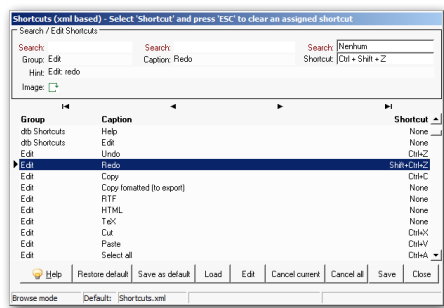 Shortcuts (xml based) - Select 'Shortcut' and press 'ESC' to clear an assigned shortcut
Search / Edit Shortcuts
Search: Search: Search: Nenhum
Group: Edit Caption: Redo Shortcut: Ctrl + Shift + Z
Hint: Edit: redo
Image:
Group Caption Shortcut
dtb Shortcuts Help None
dtb Shortcuts Edit None
Edit Undo Ctrl+Z
Edit Redo Shift+Ctrl+Z
Edit Copy Ctrl+C
Edit Copy fomatted (to export) None
Edit RTF None
Edit HTML None
Edit TeX None
Edit Cut Ctrl+X
Edit Paste Ctrl+V
Edit Select all Ctrl+A
Help Restore default Save as default Load Edit Cancel current Cancel all Save Close
Browse mode Default: Shortcuts.xml